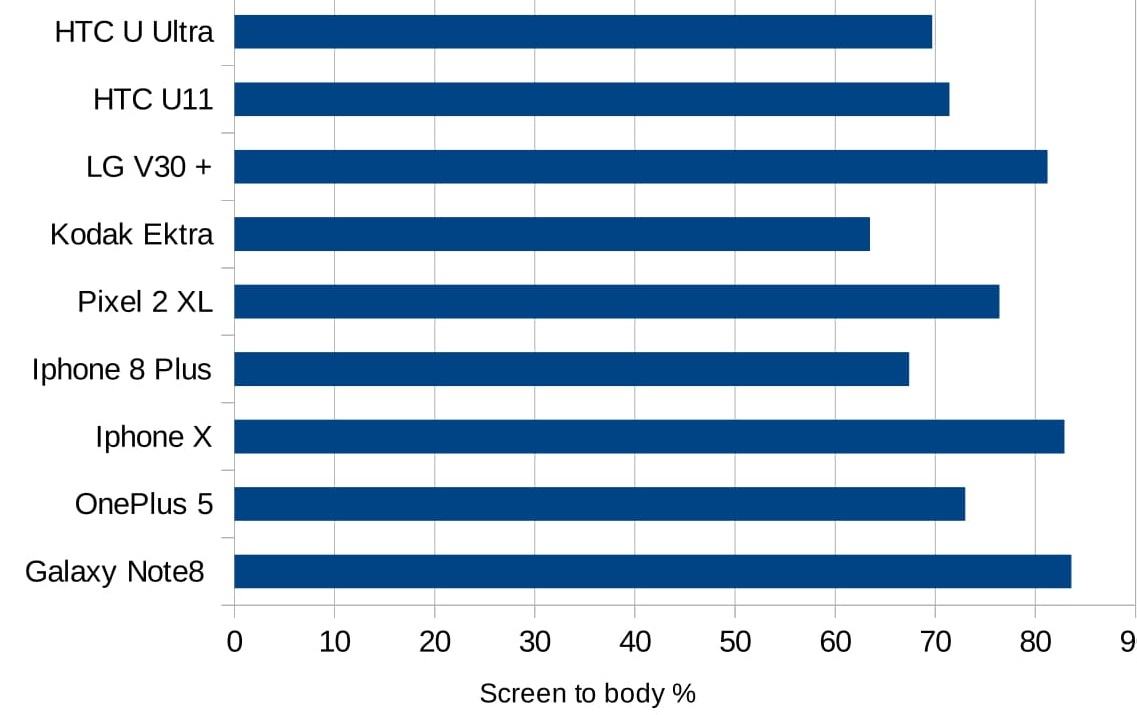 HTC U Ultra
HTC U11
LG V30 +
Kodak Ektra
Pixel 2 XL
Iphone 8 Plus
Iphone X
OnePlus 5
Galaxy Note8
0 10 20 30 40 50 60 70 80 9
Screen to body %